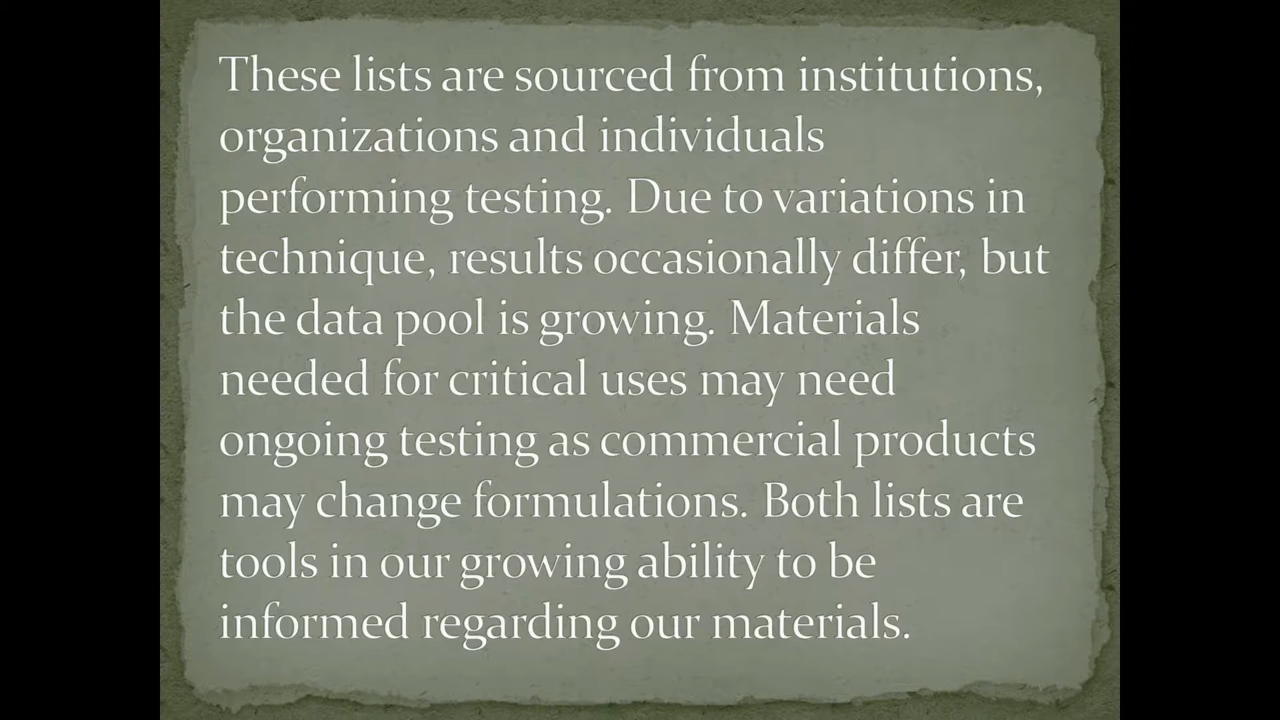 These lists are sourced from institutions,
organizations and individuals
performing testing. Due to variations in
technique, results occasionally differ, but
the data pool is growing. Materials
needed for critical uses may need
ongoing testing as commercial products
may change formulations. Both lists are
tools in our growing ability to be
informed regarding our materials.